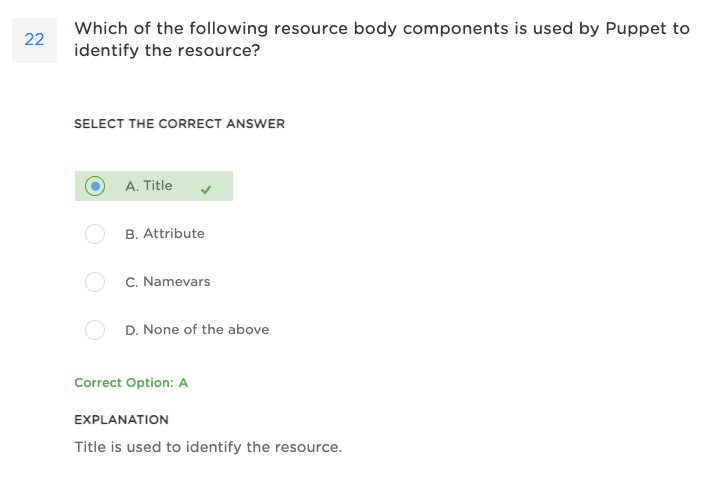 22
Which of the following resource body components is used by Puppet to
identify the resource?
SELECT THE CORRECT ANSWER
A. Title
B. Attribute
C. Namevars
D. None of the above
Correct Option: A
EXPLANATION
Title is used to identify the resource.